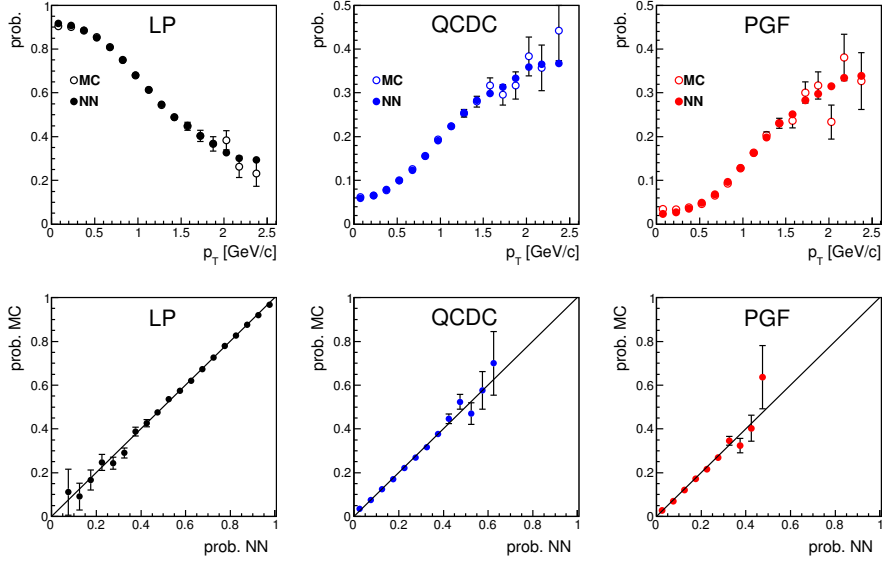 prob.
LP
1
0.8
0.6
0.4
0.2
0
MC
NN
0 0.5 1 1.5 2 2.5
p_T [GeV/c]
prob.
QCDC
0.5
0.4
0.3
0.2
0.1
0
MC
NN
0 0.5 1 1.5 2 2.5
p_T [GeV/c]
prob.
PGF
0.5
0.4
0.3
0.2
0.1
0
MC
NN
0 0.5 1 1.5 2 2.5
p_T [GeV/c]
prob. MC
LP
1
0.8
0.6
0.4
0.2
0
0 0.2 0.4 0.6 0.8 1
prob. NN
prob. MC
QCDC
1
0.8
0.6
0.4
0.2
0
0 0.2 0.4 0.6 0.8 1
prob. NN
prob. MC
PGF
1
0.8
0.6
0.4
0.2
0
0 0.2 0.4 0.6 0.8 1
prob. NN